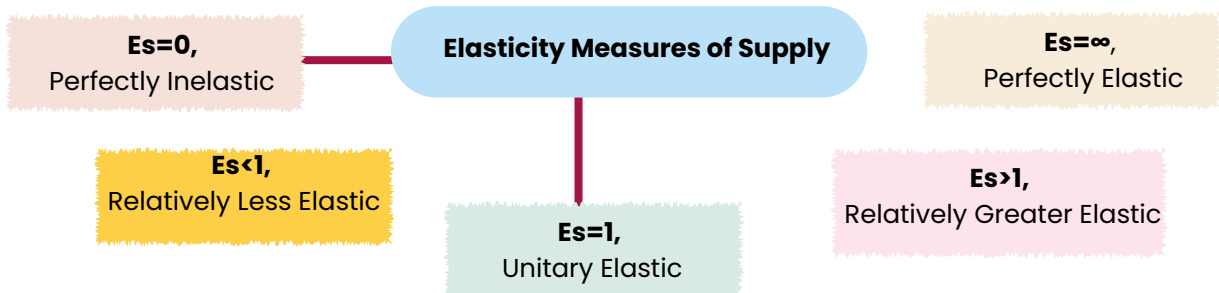 Elasticity Measures of Supply
Es=0,
Perfectly Inelastic
Es=∞,
Perfectly Elastic
Es<1,
Relatively Less Elastic
Es>1,
Relatively Greater Elastic
Es=1,
Unitary Elastic